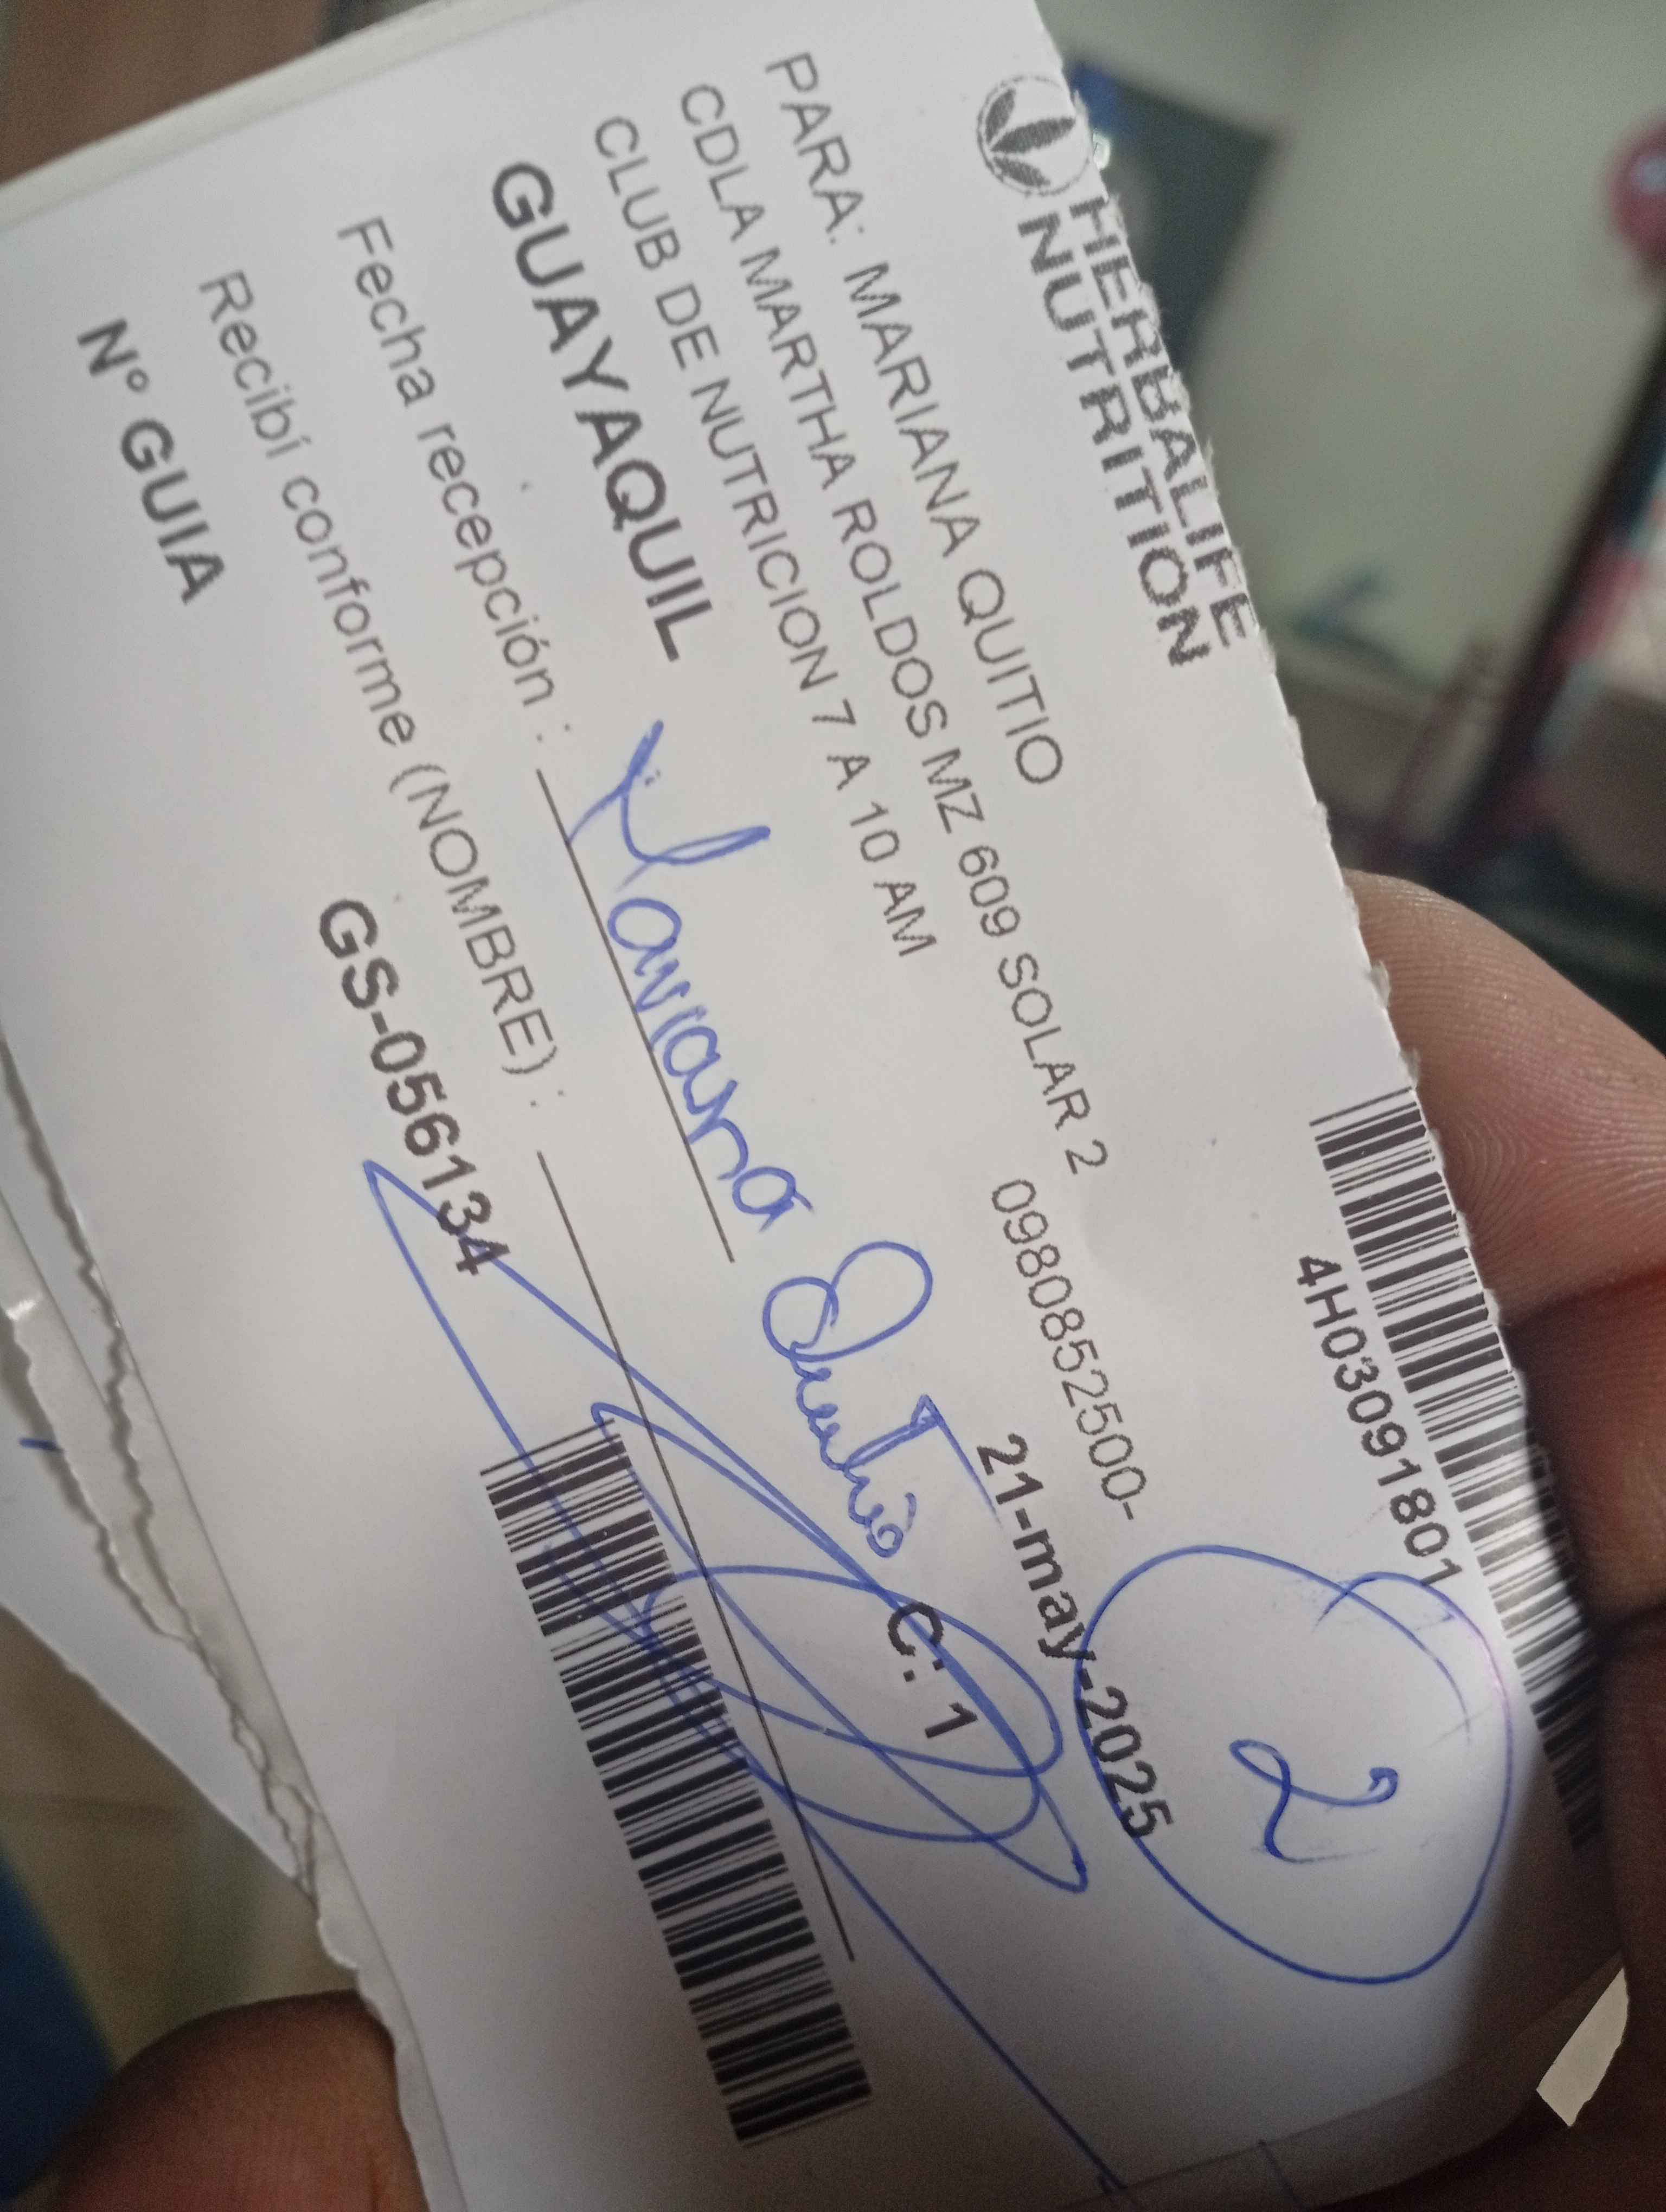 HERBALIFE
NUTRITION
4H03091801
2
PARA: MARIANA QUITIO
CDLA MARTHA ROLDOS MZ 609 SOLAR 2
0980852500-
CLUB DE NUTRICION 7 A 10 AM
21-may-2025
GUAYAQUIL
C: 1
Fecha recepción :
Mariana Quitio
Recibí conforme (NOMBRE) :
Nº GUIA
GS-056134